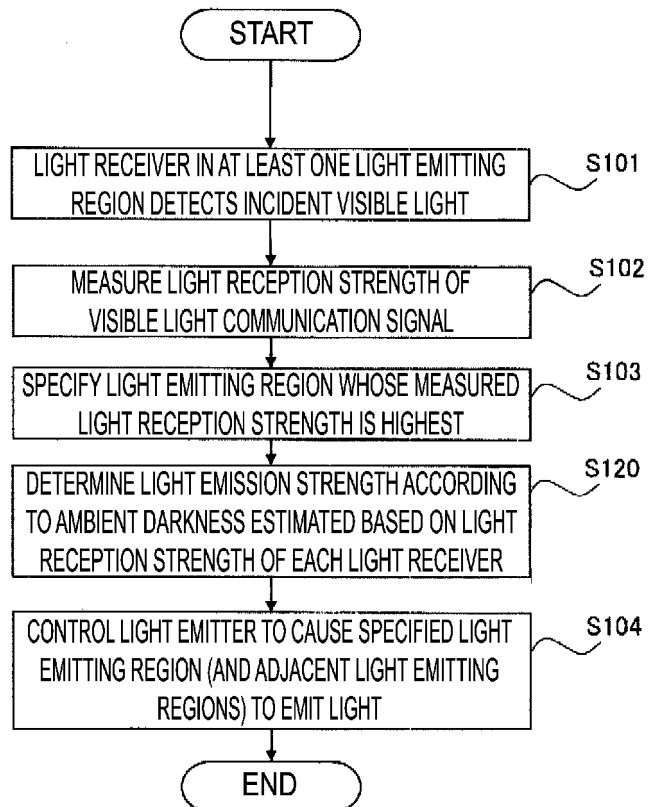 START
LIGHT RECEIVER IN AT LEAST ONE LIGHT EMITTING
REGION DETECTS INCIDENT VISIBLE LIGHT.
S101
MEASURE LIGHT RECEPTION STRENGTH OF
VISIBLE LIGHT COMMUNICATION SIGNAL
S102
SPECIFY LIGHT EMITTING REGION WHOSE MEASURED
LIGHT RECEPTION STRENGTH IS HIGHEST
S103
DETERMINE LIGHT EMISSION STRENGTH ACCORDING
TO AMBIENT DARKNESS ESTIMATED BASED ON LIGHT
RECEPTION STRENGTH OF EACH LIGHT RECEIVER
S120
CONTROL LIGHT EMITTER TO CAUSE SPECIFIED LIGHT
EMITTING REGION (AND ADJACENT LIGHT EMITTING
REGIONS) TO EMIT LIGHT
S104
END